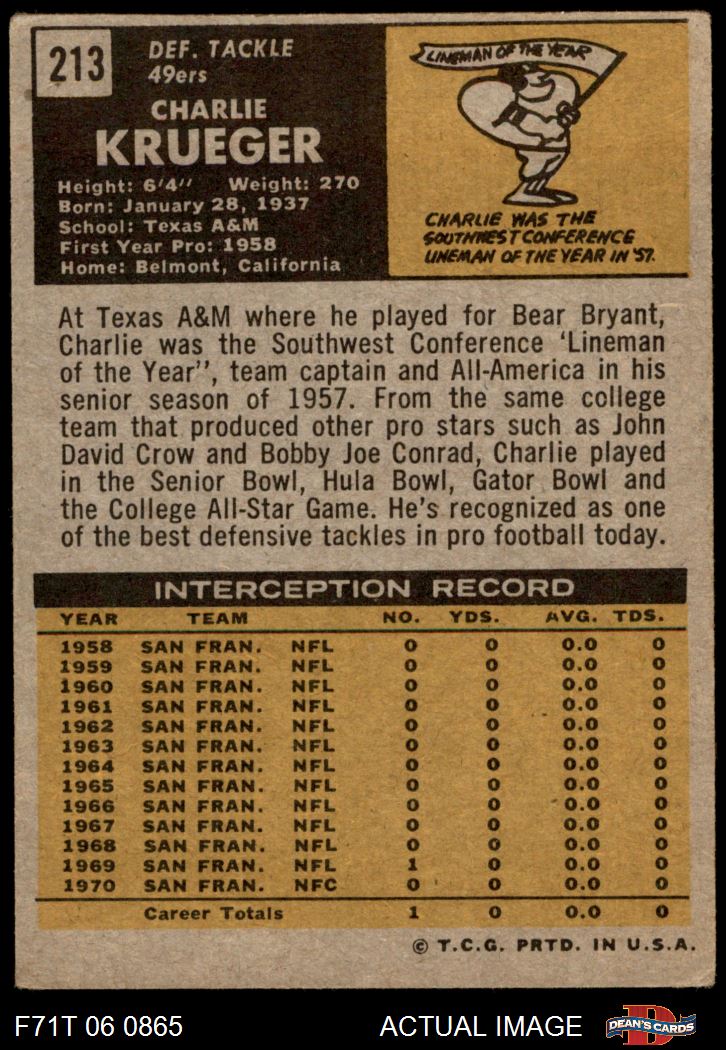 213
DEF. TACKLE
49ers
CHARLIE
KRUEGER
Height: 6'4" Weight: 270
Born: January 28, 1937
School: Texas A&M
First Year Pro: 1958
Home: Belmont, California
LINEMAN OF THE YEAR
CHARLIE WAS THE
SOUTHWEST CONFERENCE
LINEMAN OF THE YEAR IN '57.
At Texas A&M where he played for Bear Bryant,
Charlie was the Southwest Conference 'Lineman
of the Year", team captain and All-America in his
senior season of 1957. From the same college
team that produced other pro stars such as John
David Crow and Bobby Joe Conrad, Charlie played
in the Senior Bowl, Hula Bowl, Gator Bowl and
the College All-Star Game. He's recognized as one
of the best defensive tackles in pro football today.
INTERCEPTION RECORD
YEAR TEAM NO. YDS. AVG. TDS.
1958 SAN FRAN. NFL 0 0 0.0 0
1959 SAN FRAN. NFL 0 0 0.0 0
1960 SAN FRAN. NFL 0 0 0.0 0
1961 SAN FRAN. NFL 0 0 0.0 0
1962 SAN FRAN. NFL 0 0 0.0 0
1963 SAN FRAN. NFL 0 0 0.0 0
1964 SAN FRAN. NFL 0 0 0.0 0
1965 SAN FRAN. NFL 0 0 0.0 0
1966 SAN FRAN. NFL 0 0 0.0 0
1967 SAN FRAN. NFL 0 0 0.0 0
1968 SAN FRAN. NFL 0 0 0.0 0
1969 SAN FRAN. NFL 1 0 0.0 0
1970 SAN FRAN. NFC 0 0 0.0 0
Career Totals 1 0 0.0 0
© T.C.G. PRTD. IN U.S.A.
F71T 06 0865 ACTUAL IMAGE D DEAN'S CARDS